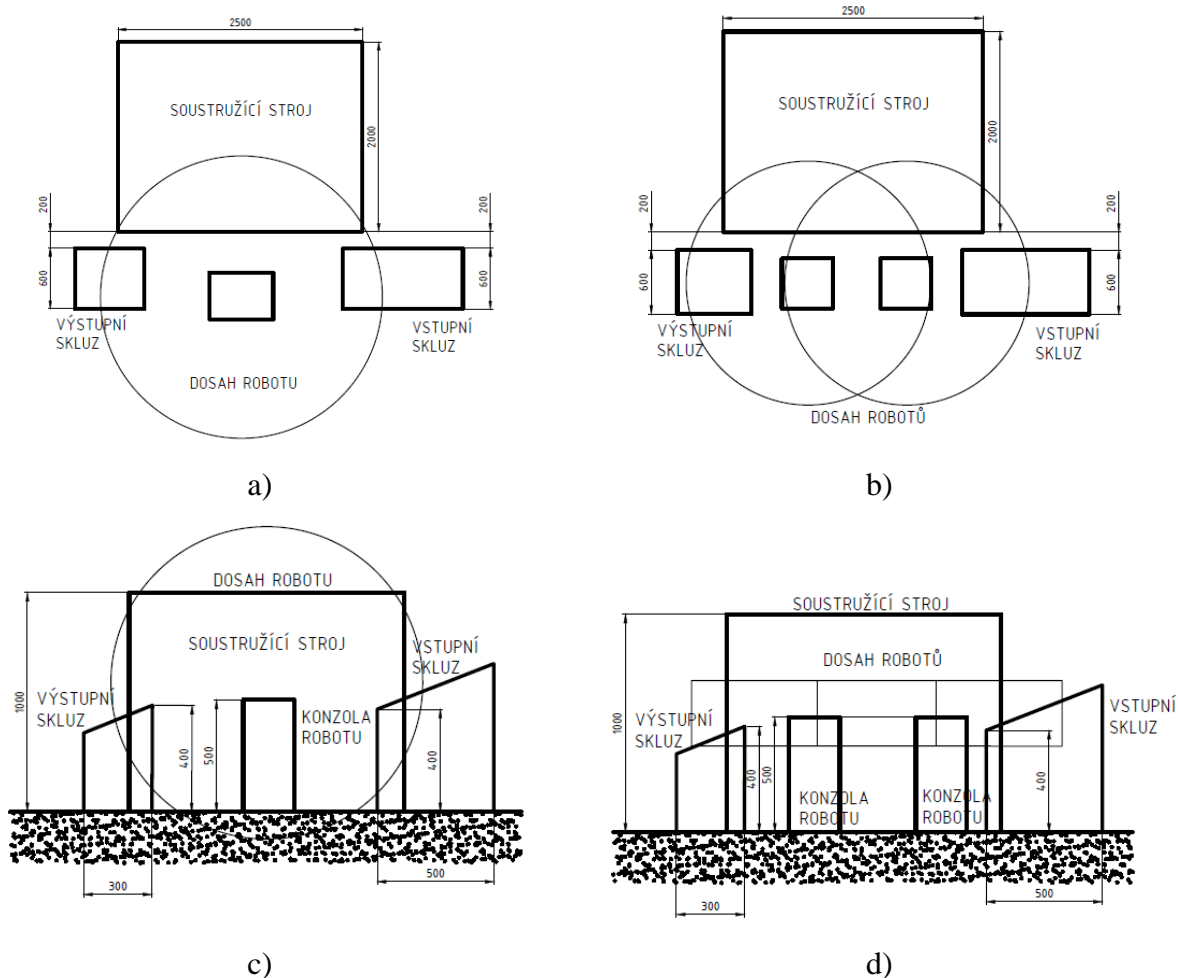 2500
SOUSTRUŽÍCÍ STROJ
2000
200
200
600
600
VÝSTUPNÍ
SKLUZ
VSTUPNÍ
SKLUZ
DOSAH ROBOTU
a)
2500
SOUSTRUŽÍCÍ STROJ
2000
200
200
600
600
VÝSTUPNÍ
SKLUZ
VSTUPNÍ
SKLUZ
DOSAH ROBOTŮ
b)
DOSAH ROBOTU
SOUSTRUŽÍCÍ STROJ
VSTUPNÍ
SKLUZ
1000
VÝSTUPNÍ
SKLUZ
KONZOLA
ROBOTU
400
500
400
300
500
c)
SOUSTRUŽÍCÍ STROJ
DOSAH ROBOTŮ
1000
VÝSTUPNÍ
SKLUZ
VSTUPNÍ
SKLUZ
400
500
400
KONZOLA
ROBOTU
KONZOLA
ROBOTU
300
500
d)